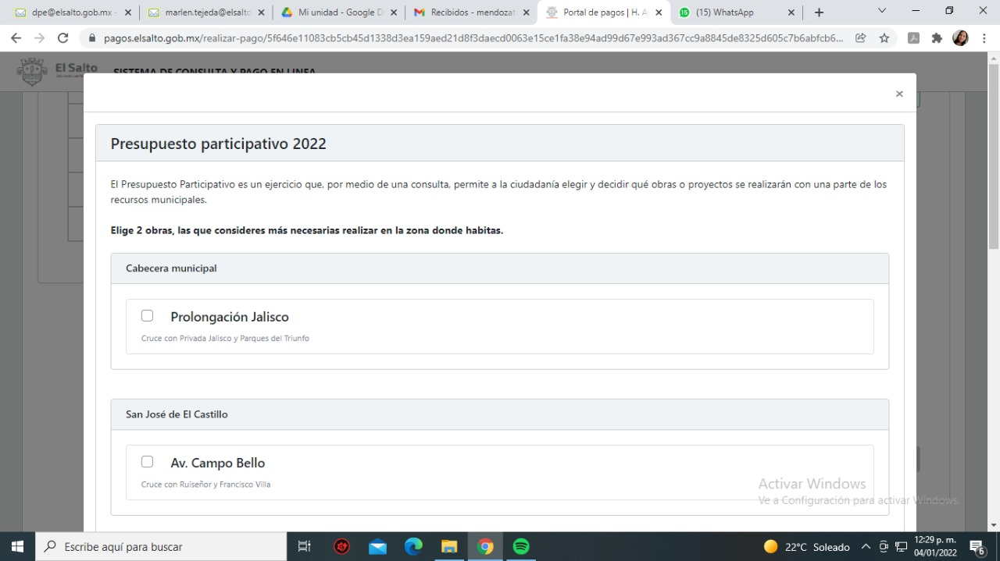 dpe@elsalto.gob.mx -
marlen.tejeda@elsalto
Mi unidad - Google D
Recibidos - mendozat
Portal de pagos | H. A
(15) WhatsApp
pagos.elsalto.gob.mx/realizar-pago/5f646e11083cb5cb45d1338d3ea159aed21d8f3daecd0063e15ce1fa38e94ad99d67e993ad367cc9a8845de8325d605c7b6abfcb6...
El Salto
SISTEMA DE CONSULTA Y PAGO EN LINEA
×
Presupuesto participativo 2022
El Presupuesto Participativo es un ejercicio que, por medio de una consulta, permite a la ciudadanía elegir y decidir qué obras o proyectos se realizarán con una parte de los
recursos municipales.
Elige 2 obras, las que consideres más necesarias realizar en la zona donde habitas.
Cabecera municipal
Prolongación Jalisco
Cruce con Privada Jalisco y Parques del Triunfo
San José de El Castillo
Av. Campo Bello
Cruce con Ruiseñor y Francisco Villa
Activar Windows
Ve a Configuración para activar Windows.
Escribe aquí para buscar
22°C Soleado
12:29 p. m.
04/01/2022
6